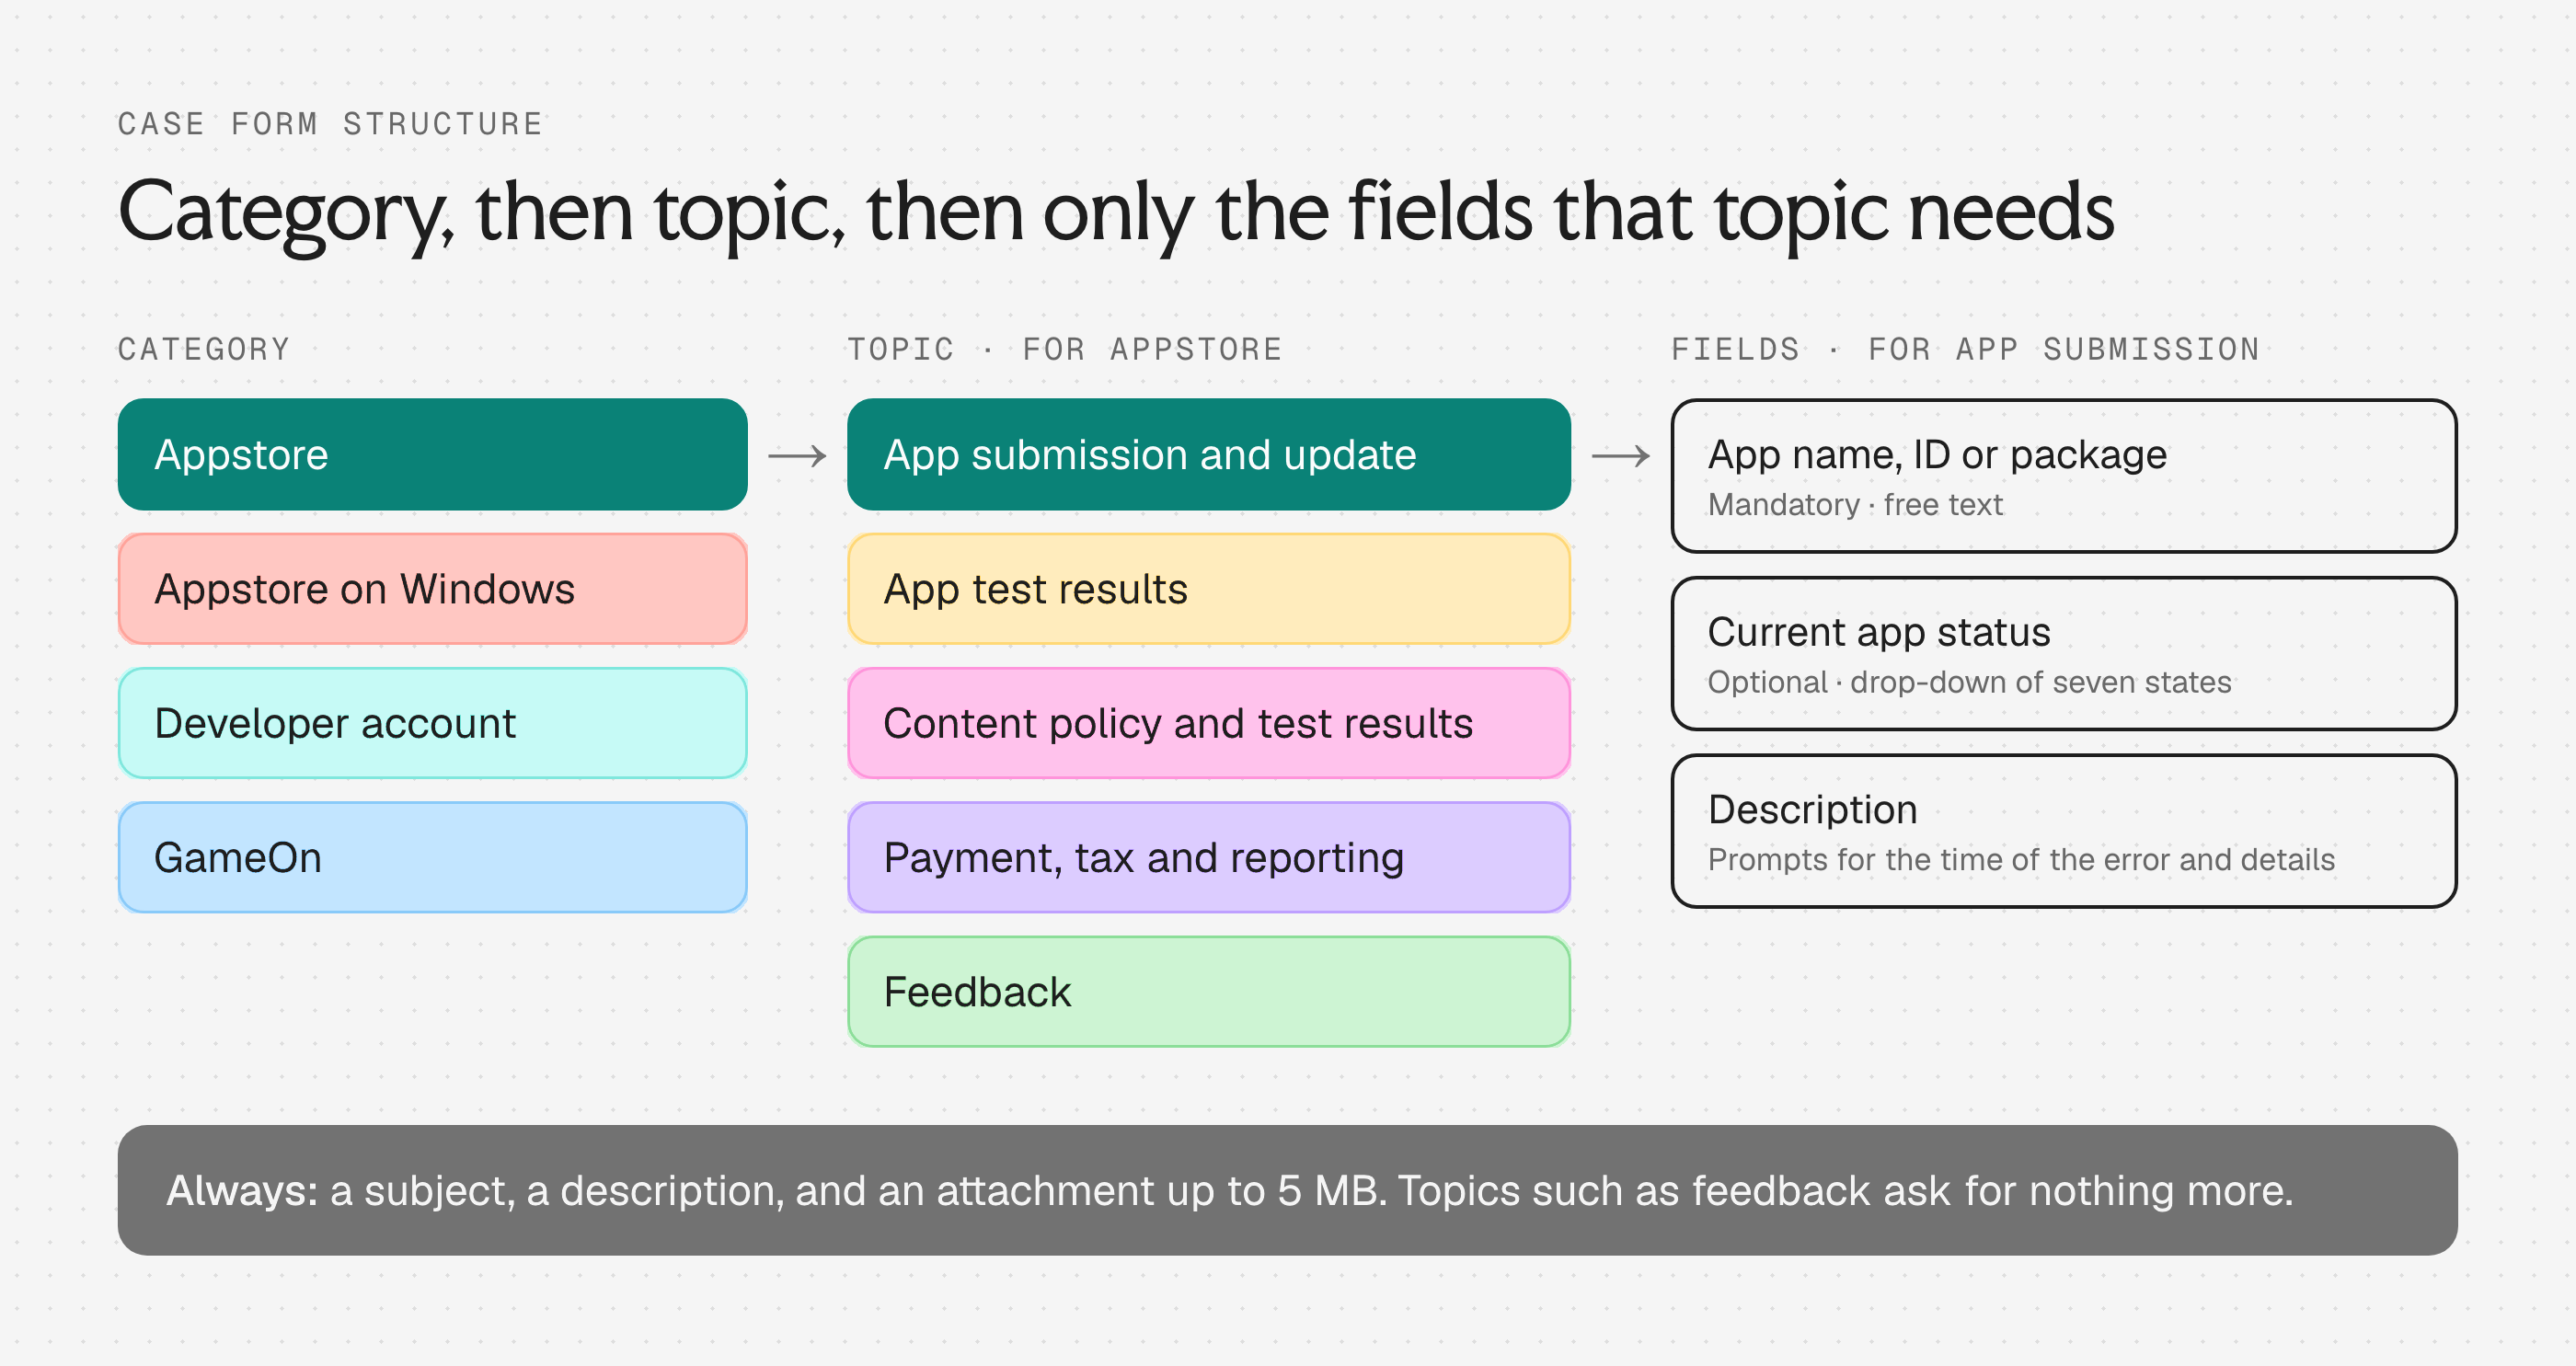 CASE FORM STRUCTURE
Category, then topic, then only the fields that topic needs
CATEGORY
Appstore
Appstore on Windows
Developer account
GameOn
TOPIC · FOR APPSTORE
App submission and update
App test results
Content policy and test results
Payment, tax and reporting
Feedback
FIELDS · FOR APP SUBMISSION
App name, ID or package
Mandatory · free text
Current app status
Optional · drop-down of seven states
Description
Prompts for the time of the error and details
Always: a subject, a description, and an attachment up to 5 MB. Topics such as feedback ask for nothing more.